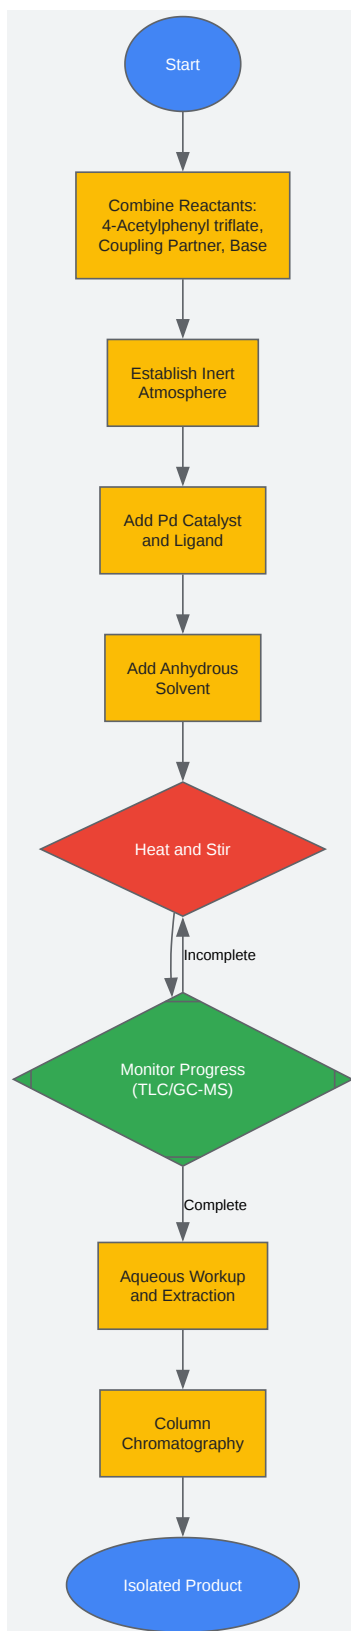 Start
Combine Reactants:
4-Acetylphenyl triflate,
Coupling Partner, Base
Establish Inert
Atmosphere
Add Pd Catalyst
and Ligand
Add Anhydrous
Solvent
Heat and Stir
Incomplete
Monitor Progress
(TLC/GC-MS)
Complete
Aqueous Workup
and Extraction
Column
Chromatography
Isolated Product